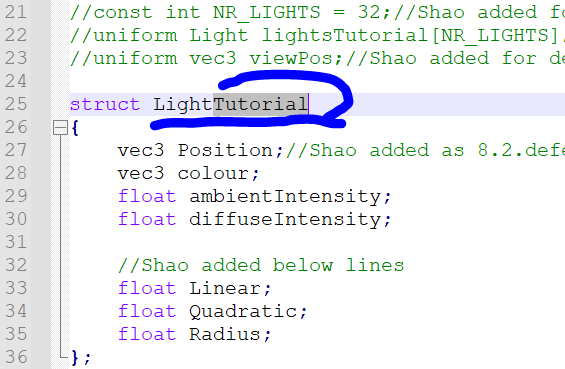 21 //const int NR_LIGHTS = 32;//Shao added fo
22 //uniform Light lightsTutorial[NR_LIGHTS]
23 //uniform vec3 viewPos;//Shao added for de
24
25 struct LightTutorial
26 {
27 vec3 Position;//Shao added as 8.2.defe
28 vec3 colour;
29 float ambientIntensity;
30 float diffuseIntensity;
31
32 //Shao added below lines
33 float Linear;
34 float Quadratic;
35 float Radius;
36 };